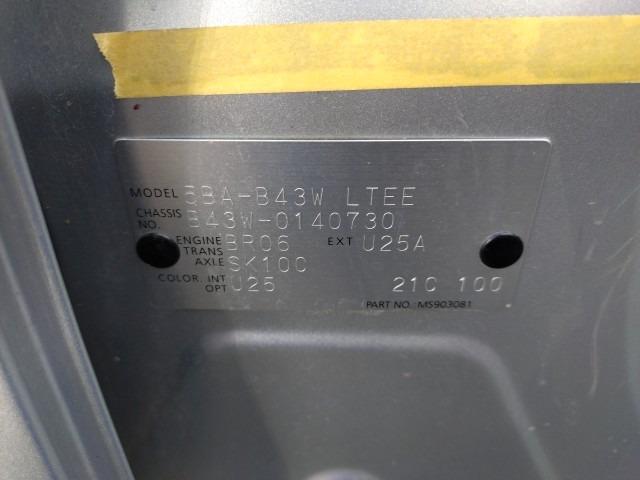 MODEL 5BA-B43W LTEE
CHASSIS NO. B43W-0140730
ENGINE BR06 EXT U25A
TRANS AXLE SK10C
COLOR. INT U25
OPT 21C 100
PART NO.:MS903081